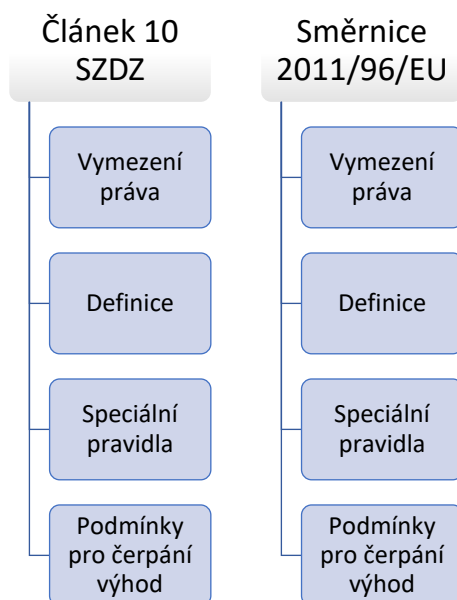 Článek 10
SZDZ
Vymezení
práva
Definice
Speciální
pravidla
Podmínky
pro čerpání
výhod
Směrnice
2011/96/EU
Vymezení
práva
Definice
Speciální
pravidla
Podmínky
pro čerpání
výhod